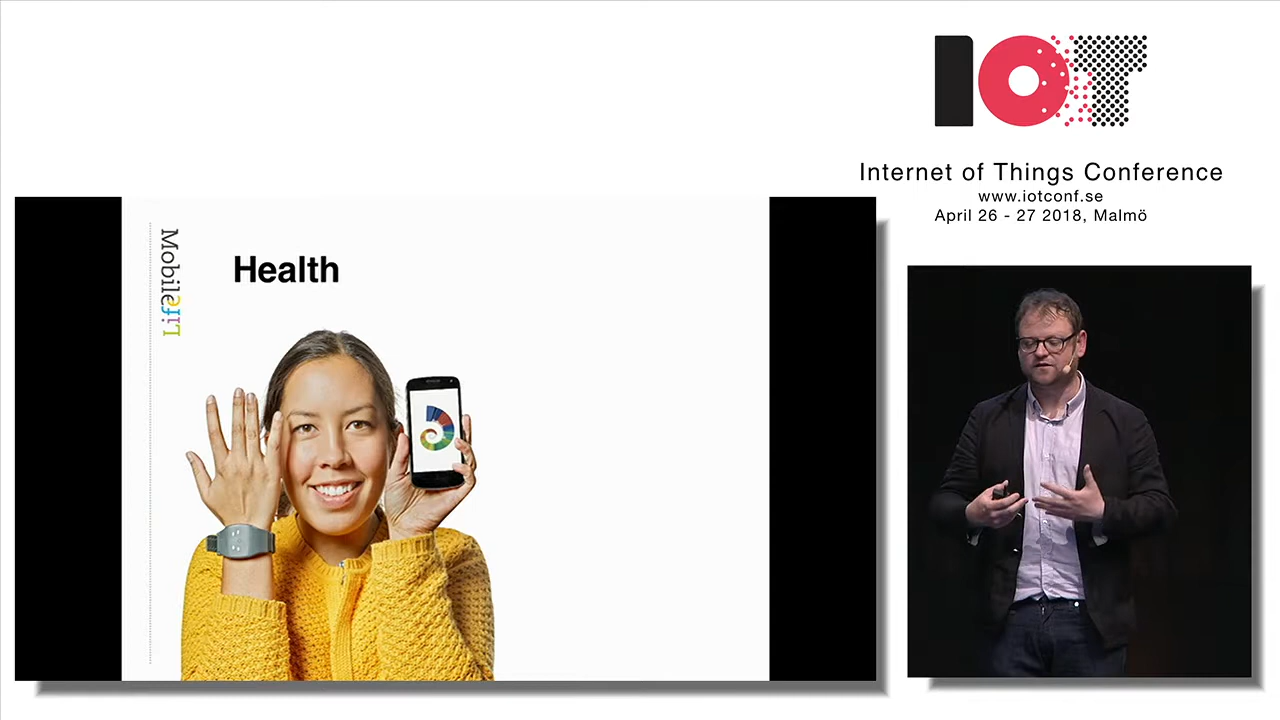 IOT
Internet of Things Conference
www.iotconf.se
April 26 - 27 2018, Malmö
MobileLife
Health